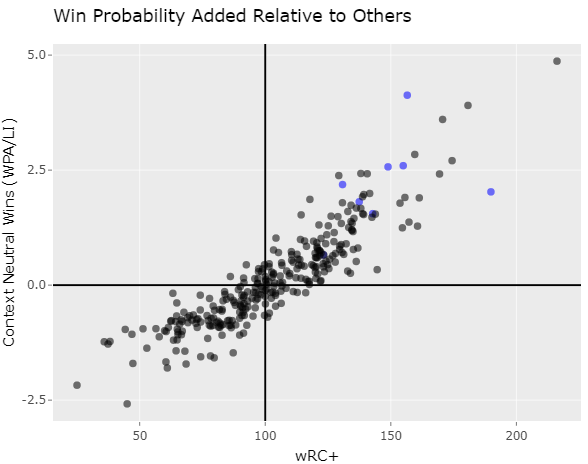 Win Probability Added Relative to Others
5.0
2.5
0.0
-2.5
Context Neutral Wins (WPA/LI)
50
100
150
200
wRC+